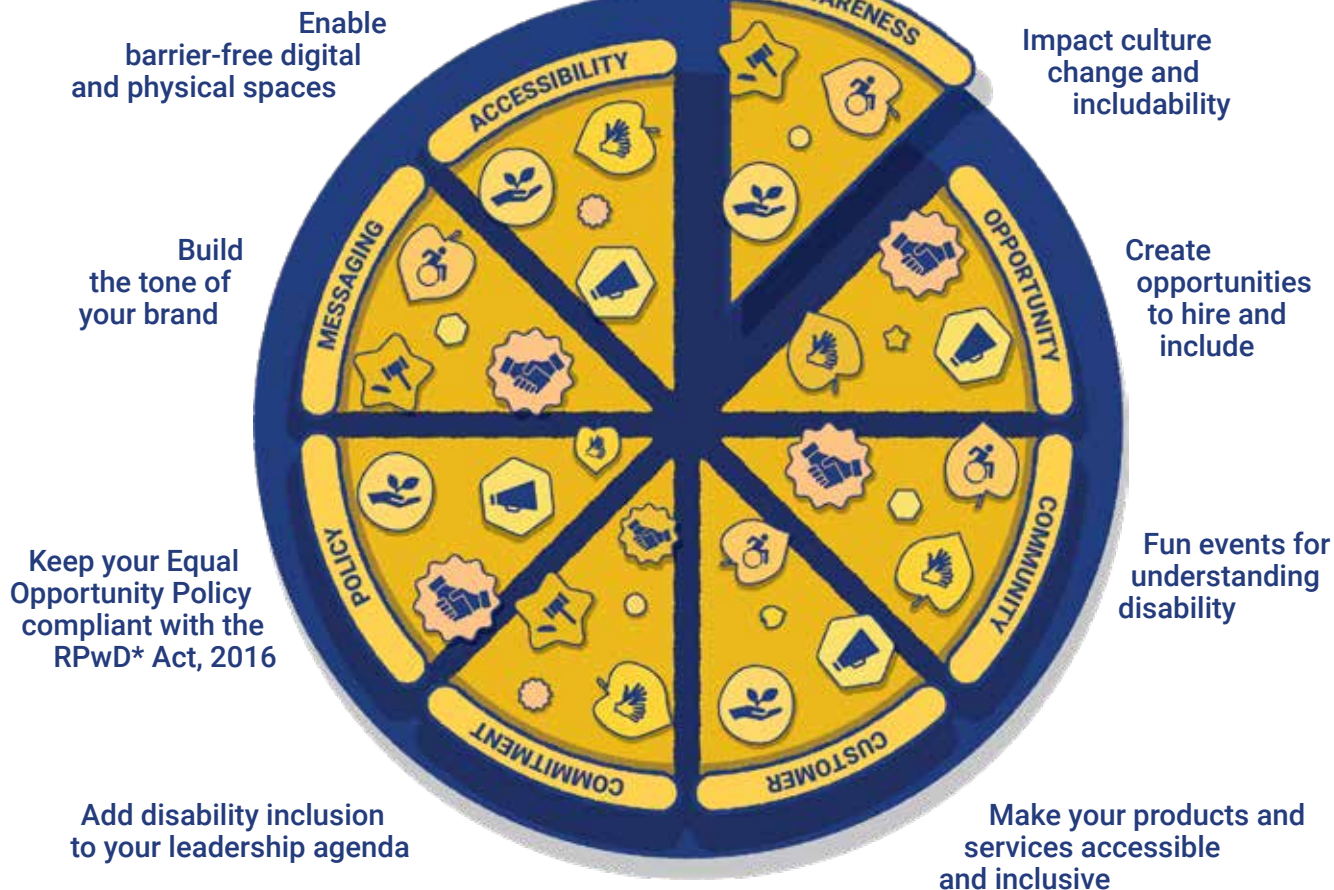 Enable
barrier-free digital
and physical spaces
ARENESS
Impact culture
change and
includability
ACCESSIBILITY
Build
the tone of
your brand
MESSAGING
OPPORTUNITY
Create
opportunities
to hire and
include
Keep your Equal
Opportunity Policy
compliant with the
RPwD* Act, 2016
POLICY
COMMUNITY
Fun events for
understanding
disability
COMMITMENT
CUSTOMER
Add disability inclusion
to your leadership agenda
Make your products and
services accessible
and inclusive